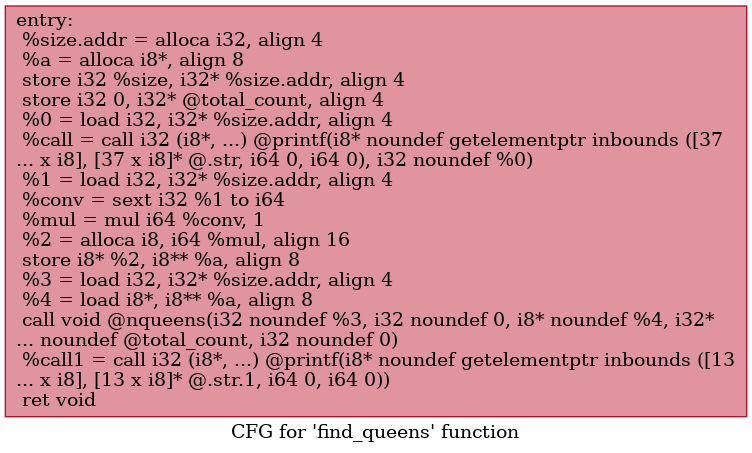 entry:
%size.addr = alloca i32, align 4
%a = alloca i8*, align 8
store i32 %size, i32* %size.addr, align 4
store i32 0, i32* @total_count, align 4
%0 = load i32, i32* %size.addr, align 4
%call = call i32 (i8*, ...) @printf(i8* noundef getelementptr inbounds ([37
... x i8], [37 x i8]* @.str, i64 0, i64 0), i32 noundef %0)
%1 = load i32, i32* %size.addr, align 4
%conv = sext i32 %1 to i64
%mul = mul i64 %conv, 1
%2 = alloca i8, i64 %mul, align 16
store i8* %2, i8** %a, align 8
%3 = load i32, i32* %size.addr, align 4
%4 = load i8*, i8** %a, align 8
call void @nqueens(i32 noundef %3, i32 noundef 0, i8* noundef %4, i32*
... noundef @total_count, i32 noundef 0)
%call1 = call i32 (i8*, ...) @printf(i8* noundef getelementptr inbounds ([13
... x i8], [13 x i8]* @.str.1, i64 0, i64 0))
ret void
CFG for 'find_queens' function